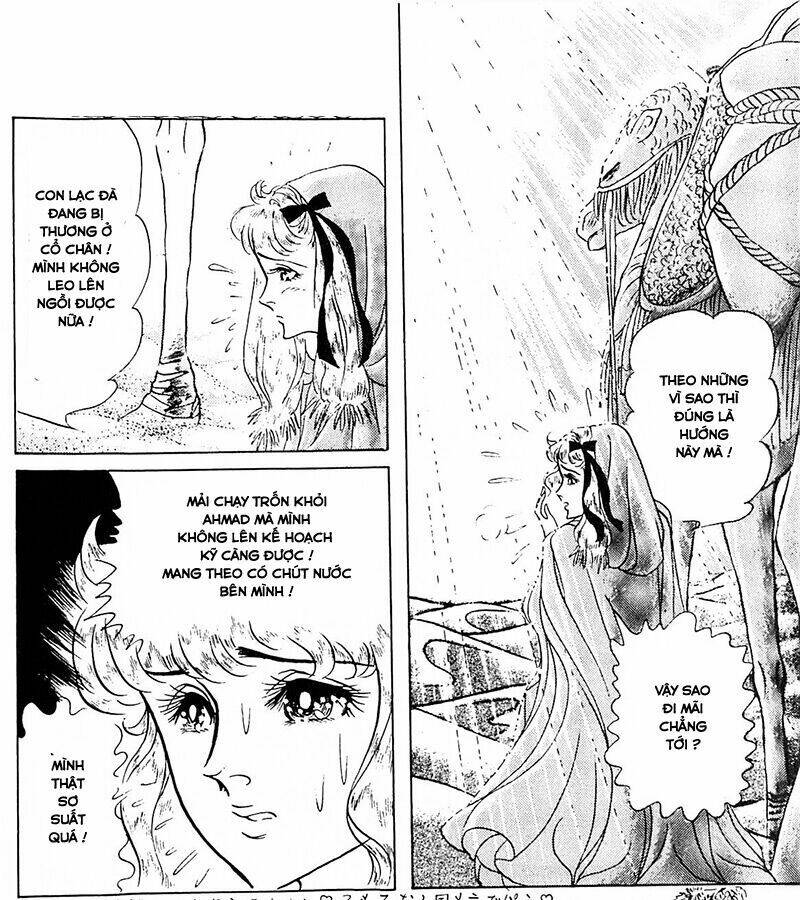 THEO NHỮNG
VÌ SAO THÌ
ĐÚNG LÀ
HƯỚNG
NÀY MÀ !
VẬY SAO
ĐI MÃI
CHẲNG
TỚI ?
CON LẠC ĐÀ
ĐANG BỊ
THƯƠNG Ở
CỔ CHÂN !
MÌNH KHÔNG
LEO LÊN
NGỒI ĐƯỢC
NỮA !
MẢI CHẠY TRỐN KHỎI
AHMAD MÀ MÌNH
KHÔNG LÊN KẾ HOẠCH
KỸ CÀNG ĐƯỢC !
MANG THEO CÓ CHÚT NƯỚC
BÊN MÌNH !
MÌNH
THẬT
SƠ
SUẤT
QUÁ !